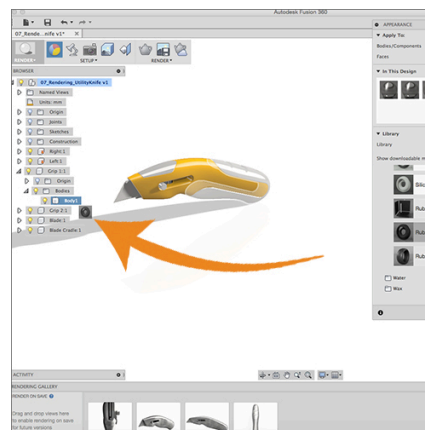 Autodesk Fusion 360
07_Rende...nife v1*
RENDER
SETUP
RENDER
BROWSER
07_Rendering_UtilityKnife v1
Named Views
Units: mm
Origin
Joints
Sketches
Construction
Right:1
Left:1
Grip 1:1
Origin
Bodies
Body1
Grip 2:1
Blade:1
Blade Cradle:1
APPEARANCE
Apply To:
Bodies/Components
Faces
In This Design
Library
Library
Show downloadable m
Silic
Rub
Rub
Rub
Water
Wax
ACTIVITY
RENDERING GALLERY
RENDER ON SAVE
Drag and drop views here
to enable rendering on save
for future versions